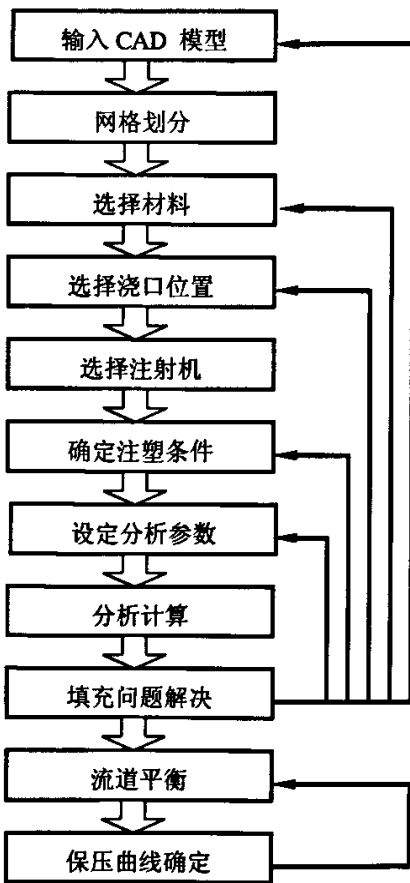 输入 CAD 模型
网格划分
选择材料
选择浇口位置
选择注射机
确定注塑条件
设定分析参数
分析计算
填充问题解决
流道平衡
保压曲线确定